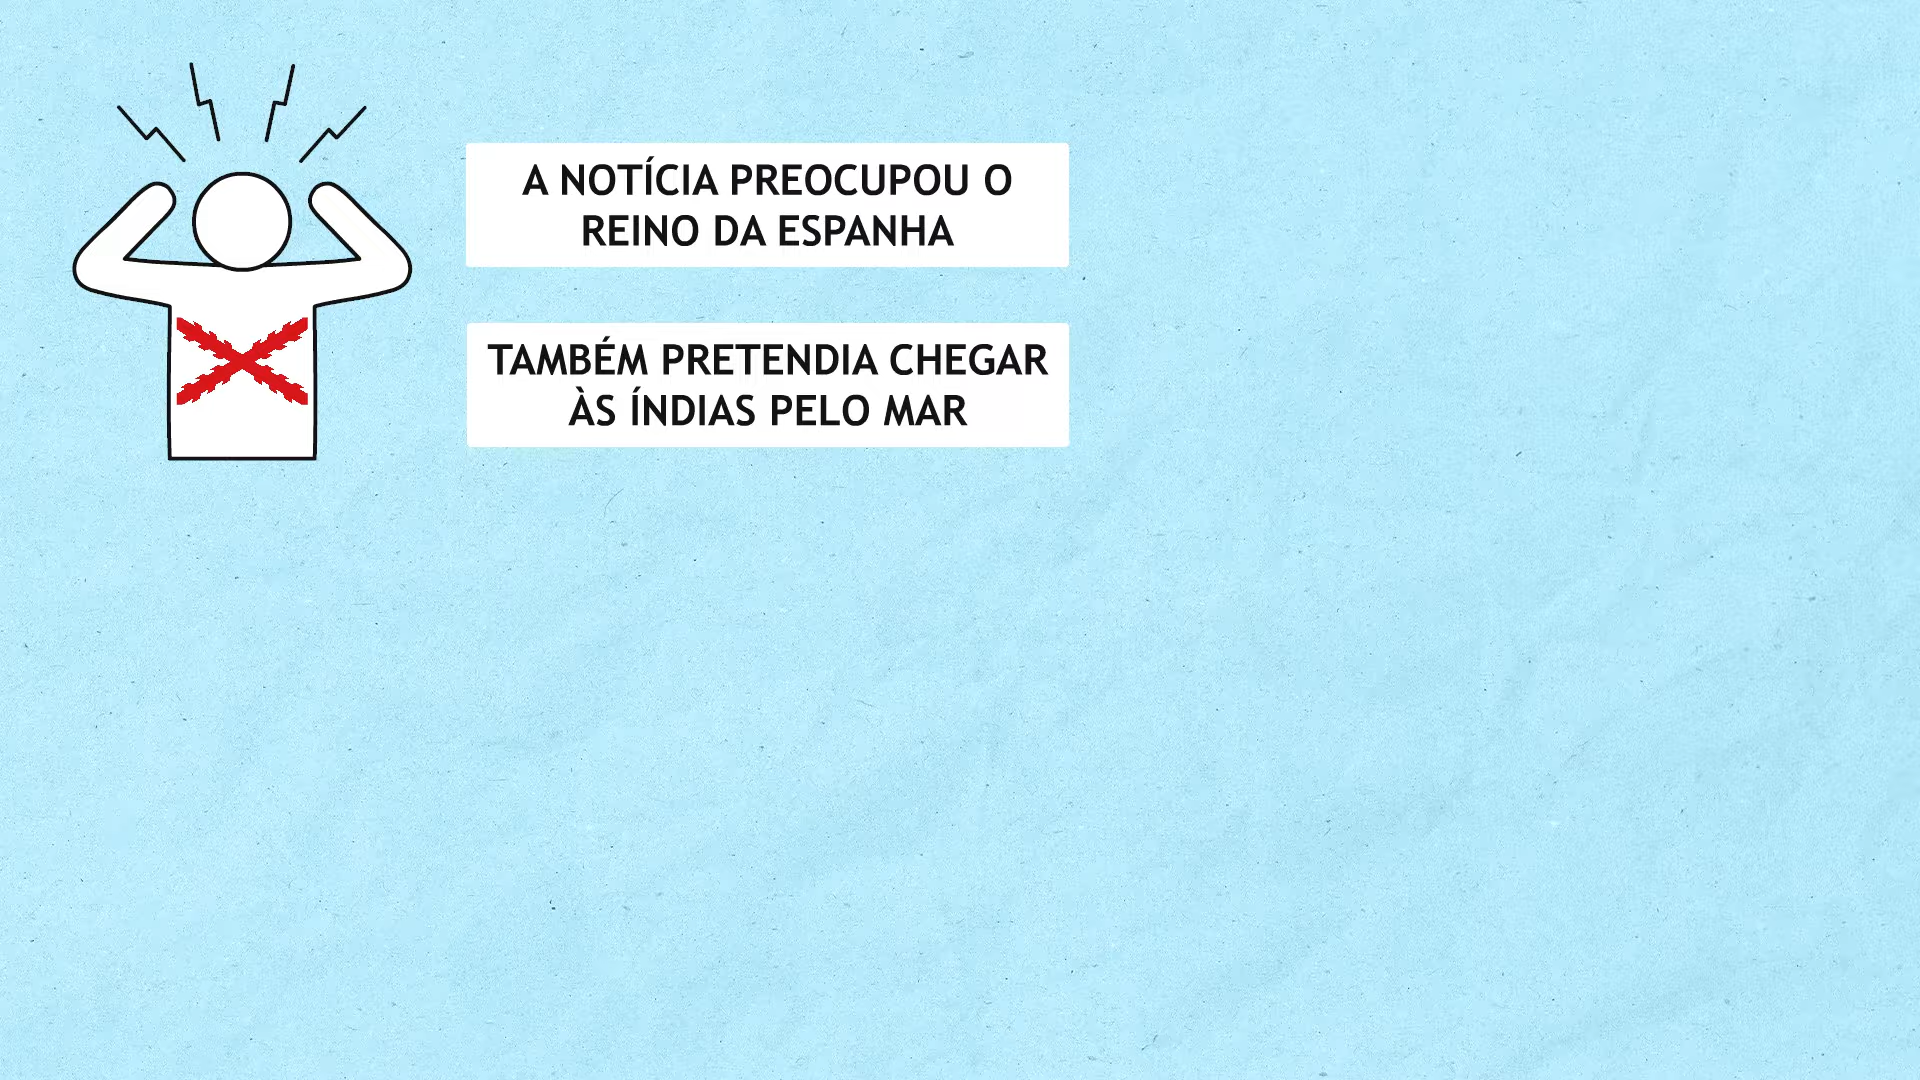 A NOTÍCIA PREOCUPOU O
REINO DA ESPANHA
TAMBÉM PRETENDIA CHEGAR
ÀS ÍNDIAS PELO MAR